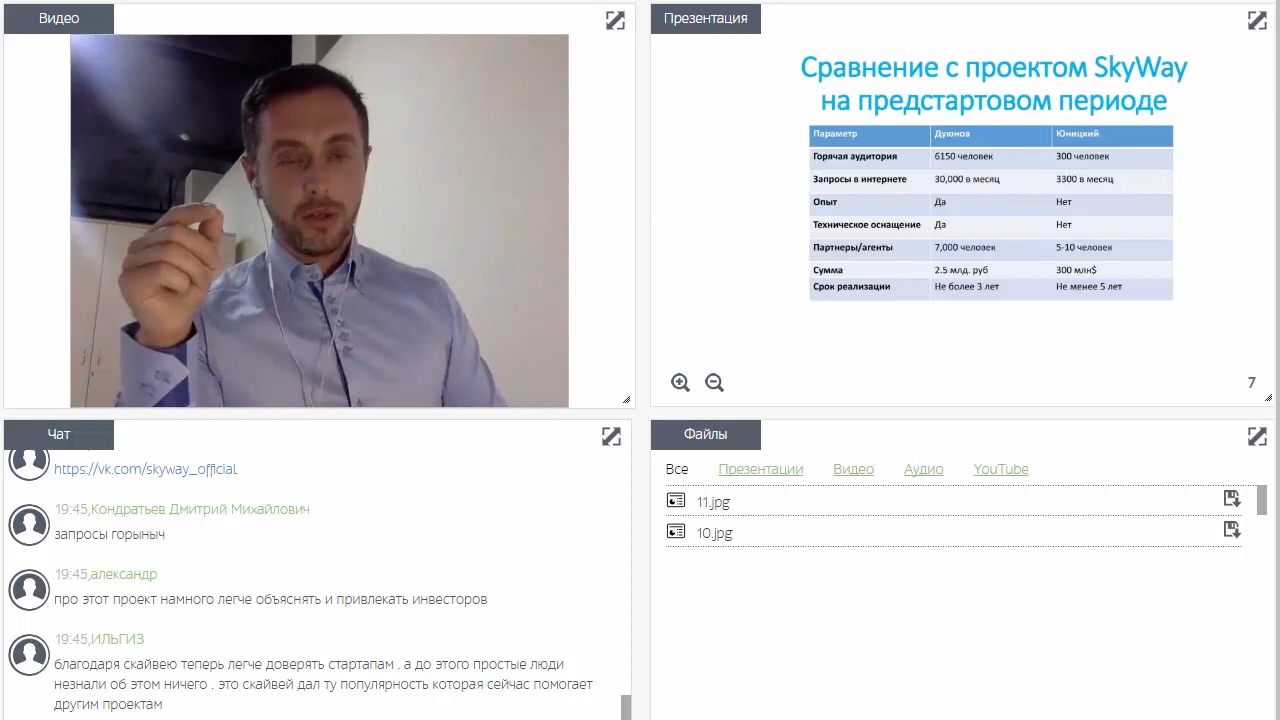 Видео
Презентация
Сравнение с проектом SkyWay
на предстартовом периоде
Параметр Дуюнов Юницкий
Горячая аудитория 6150 человек 300 человек
Запросы в интернете 30,000 в месяц 3300 в месяц
Опыт Да Нет
Техническое оснащение Да Нет
Партнеры/агенты 7,000 человек 5-10 человек
Сумма 2.5 млд. руб 300 млн$
Срок реализации Не более 3 лет Не менее 5 лет
7
Чат
https://vk.com/skyway_official
19:45,Кондратьев Дмитрий Михайлович
запросы горыныч
19:45,александр
про этот проект намного легче объяснять и привлекать инвесторов
19:45,ИЛЬГИЗ
благодаря скайвею теперь легче доверять стартапам . а до этого простые люди
незнали об этом ничего . это скайвей дал ту популярность которая сейчас помогает
другим проектам
Файлы
Все Презентации Видео Аудио YouTube
11.jpg
10.jpg